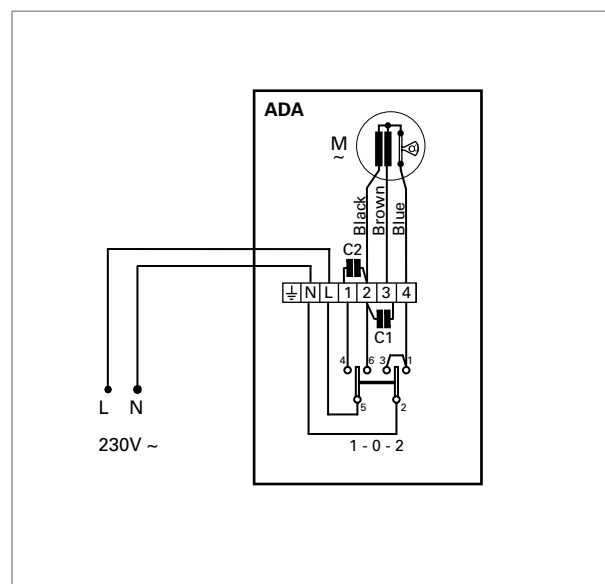 ADA
M
~
Black
Brown
Blue
C2
N L 1 2 3 4
C1
4 6 3 1
5 2
L N
230V ~
1 - 0 - 2